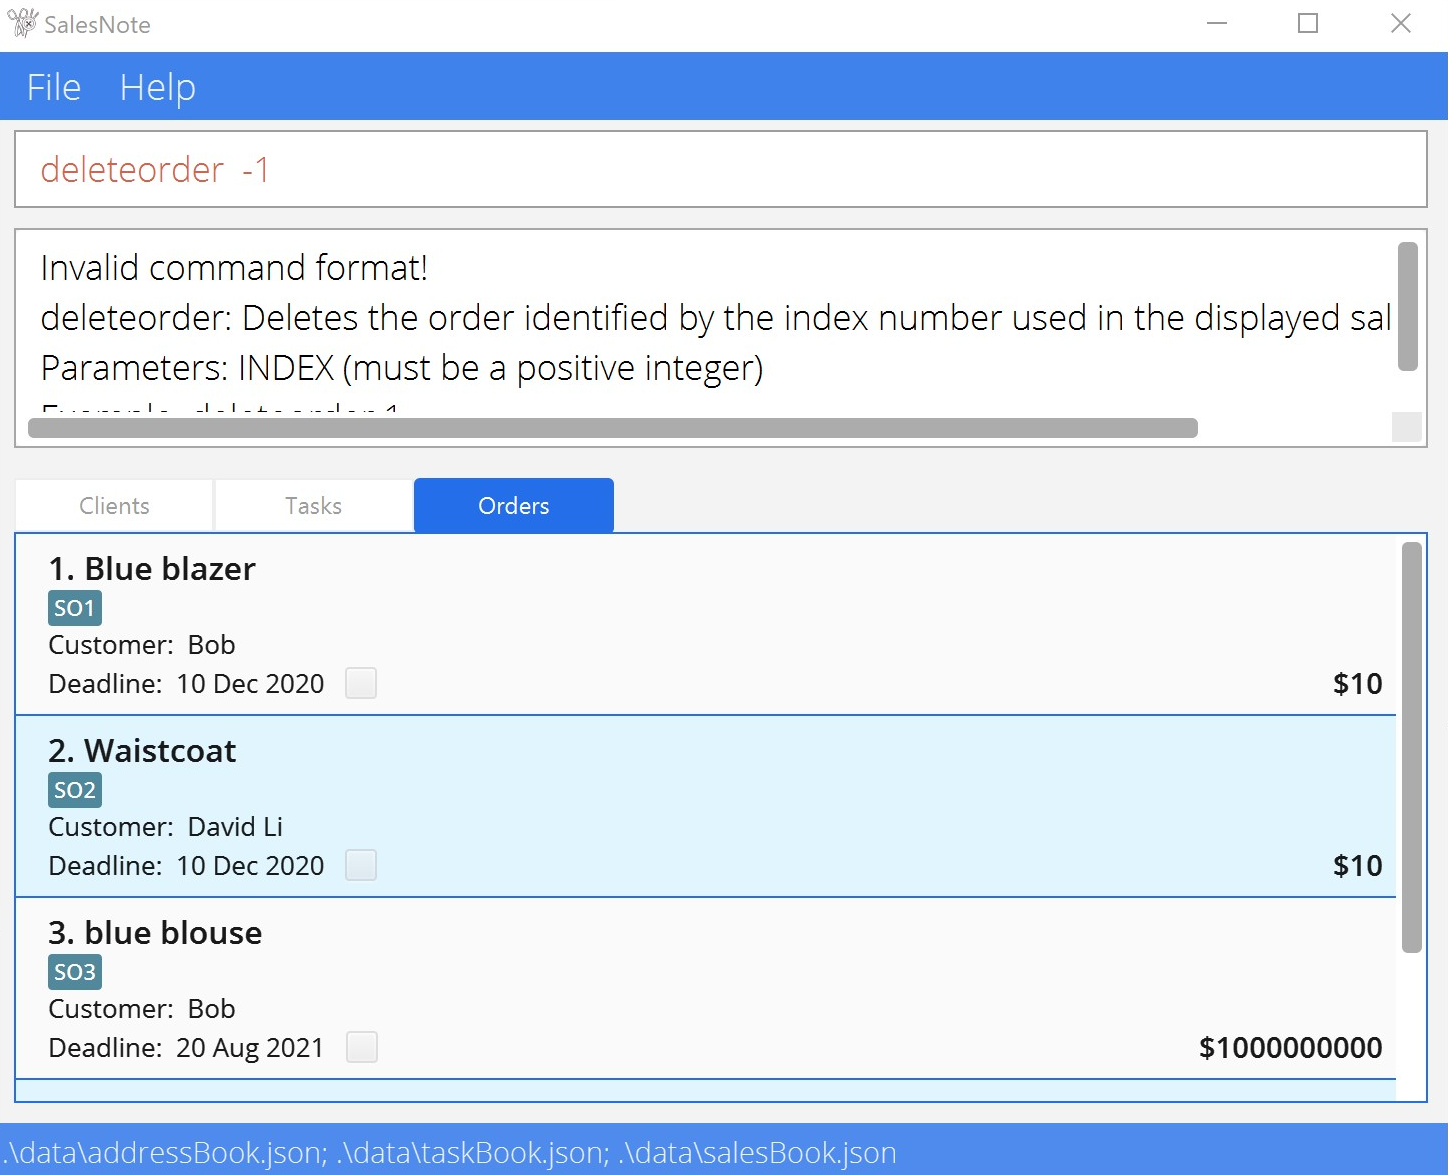 SalesNote
File Help
deleteorder -1
Invalid command format!
deleteorder: Deletes the order identified by the index number used in the displayed sal
Parameters: INDEX (must be a positive integer)
Example: deleteorder 1
Clients Tasks Orders
1. Blue blazer
SO1
Customer: Bob
Deadline: 10 Dec 2020 $10
2. Waistcoat
SO2
Customer: David Li
Deadline: 10 Dec 2020 $10
3. blue blouse
SO3
Customer: Bob
Deadline: 20 Aug 2021 $1000000000
.\data\addressBook.json; .\data\taskBook.json; .\data\salesBook.json